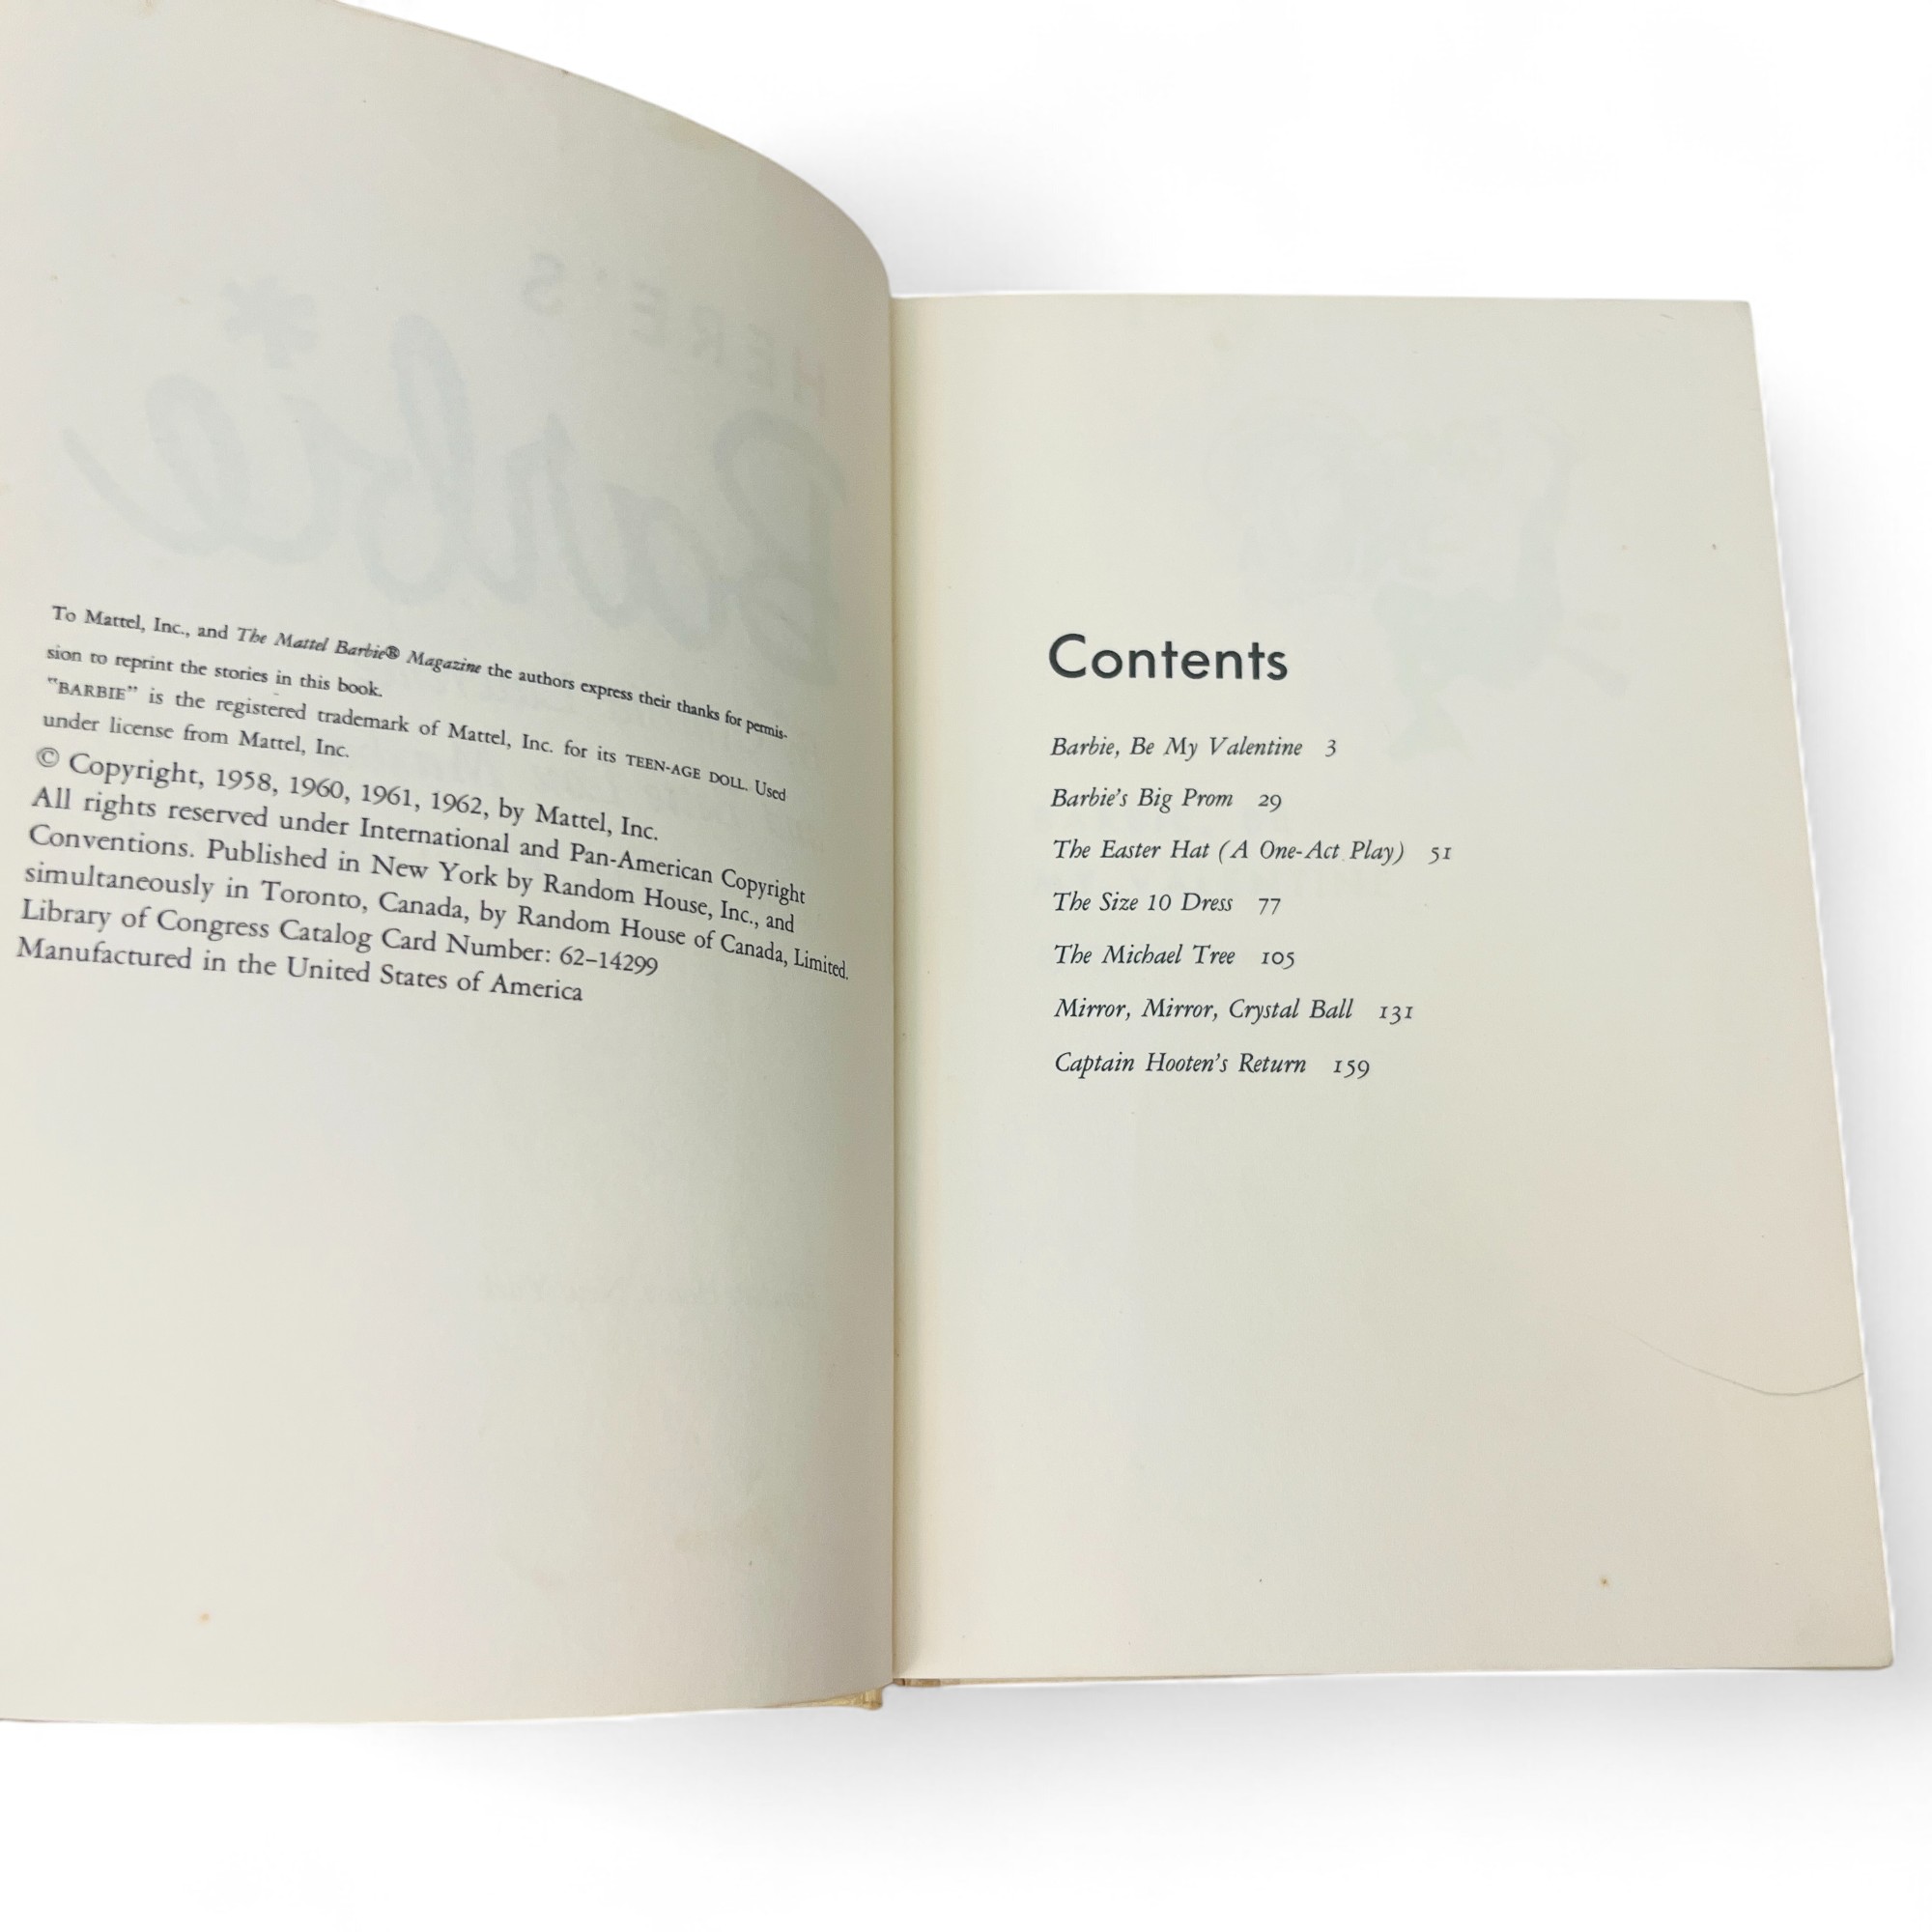 HERE'S
Barbie
To Mattel, Inc., and The Mattel Barbie® Magazine the authors express their thanks for permis-
sion to reprint the stories in this book.
"BARBIE" is the registered trademark of Mattel, Inc. for its TEEN-AGE DOLL. Used
under license from Mattel, Inc.
© Copyright, 1958, 1960, 1961, 1962, by Mattel, Inc.
All rights reserved under International and Pan-American Copyright
Conventions. Published in New York by Random House, Inc., and
simultaneously in Toronto, Canada, by Random House of Canada, Limited.
Library of Congress Catalog Card Number: 62–14299
Manufactured in the United States of America
Contents
Barbie, Be My Valentine 3
Barbie's Big Prom 29
The Easter Hat (A One-Act Play) 51
The Size 10 Dress 77
The Michael Tree 105
Mirror, Mirror, Crystal Ball 131
Captain Hooten's Return 159